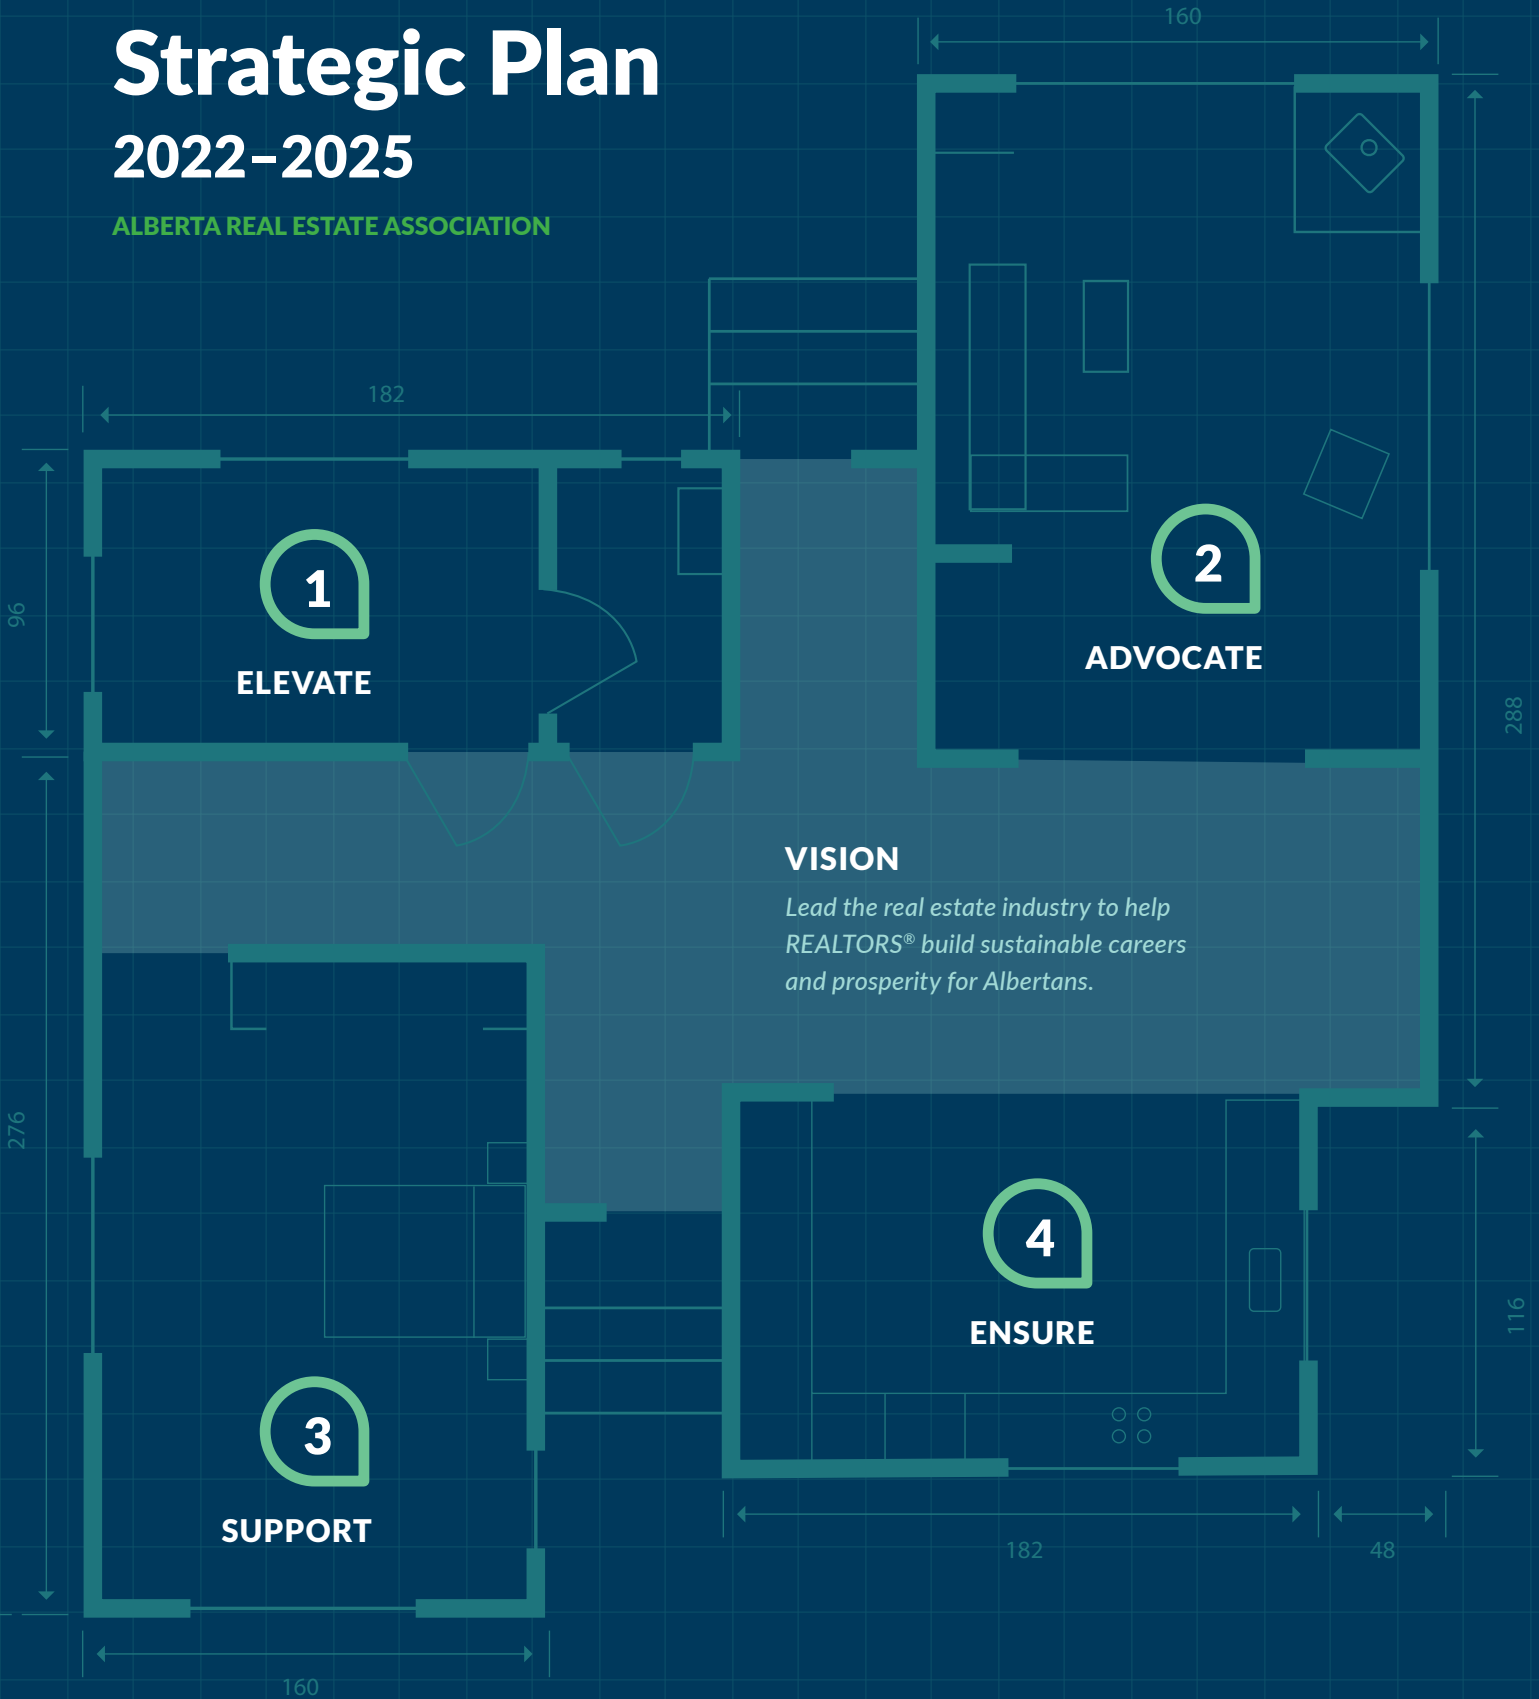 Strategic Plan
2022–2025
ALBERTA REAL ESTATE ASSOCIATION
160
182
96
1
ELEVATE
2
ADVOCATE
288
VISION
Lead the real estate industry to help
REALTORS® build sustainable careers
and prosperity for Albertans.
276
4
ENSURE
116
3
SUPPORT
182
48
160